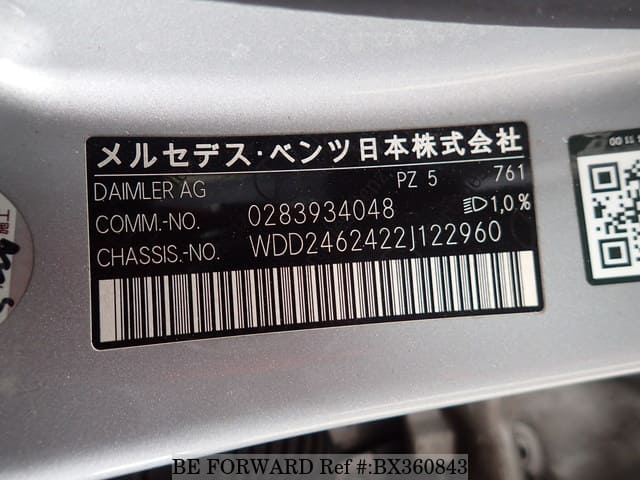 メルセデス・ベンツ日本株式会社
DAIMLER AG PZ 5 761
COMM.-NO. 0283934048 1,0%
CHASSIS.-NO. WDD2462422J122960
BE FORWARD Ref #:BX360843